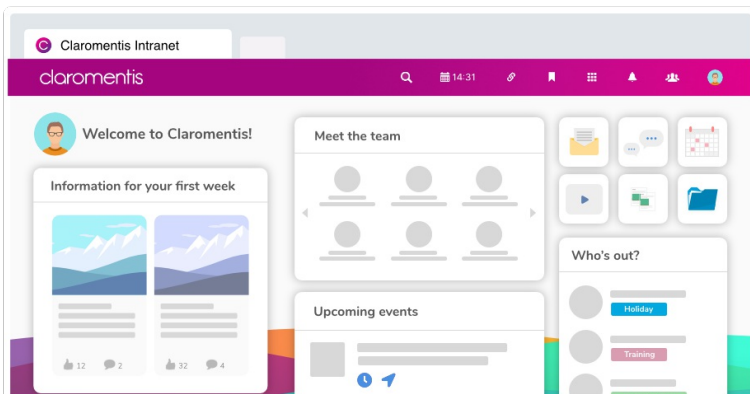 Claromentis Intranet
claromentis
14:31
Welcome to Claromentis!
Information for your first week
12
2
32
4
Meet the team
Upcoming events
Who's out?
Holiday
Training